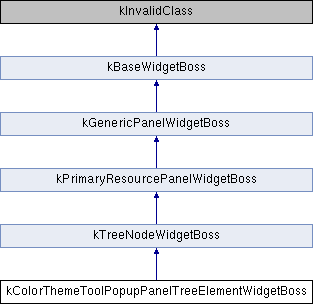 kInvalidClass
kBaseWidgetBoss
kGenericPanelWidgetBoss
kPrimaryResourcePanelWidgetBoss
kTreeNodeWidgetBoss
kColorThemeToolPopupPanelTreeElementWidgetBoss